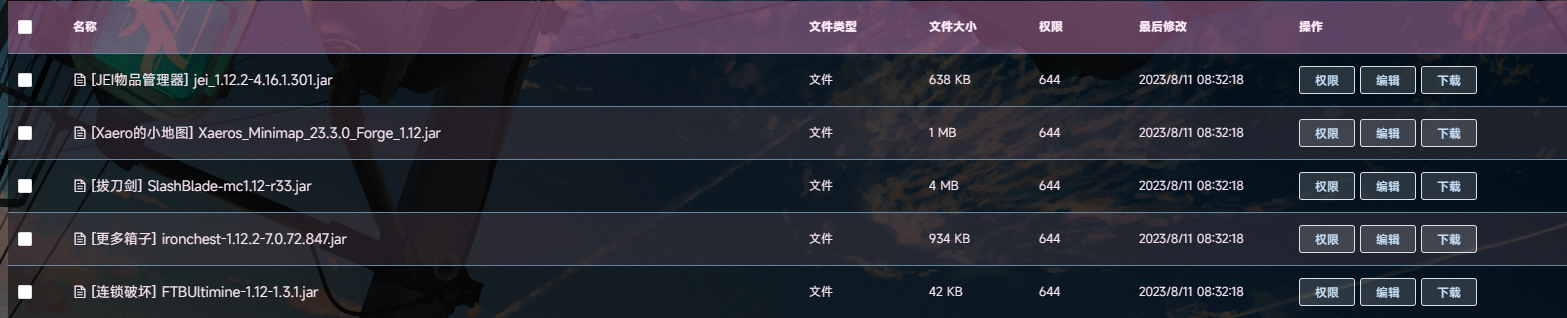 名称 文件类型 文件大小 权限 最后修改 操作
[JEI物品管理器] jei_1.12.2-4.16.1.301.jar 文件 638 KB 644 2023/8/11 08:32:18 权限 编辑 下载
[Xaero的小地图] Xaeros_Minimap_23.3.0_Forge_1.12.jar 文件 1 MB 644 2023/8/11 08:32:18 权限 编辑 下载
[拔刀剑] SlashBlade-mc1.12-r33.jar 文件 4 MB 644 2023/8/11 08:32:18 权限 编辑 下载
[更多箱子] ironchest-1.12.2-7.0.72.847.jar 文件 934 KB 644 2023/8/11 08:32:18 权限 编辑 下载
[连锁破坏] FTBUltimine-1.12-1.3.1.jar 文件 42 KB 644 2023/8/11 08:32:18 权限 编辑 下载